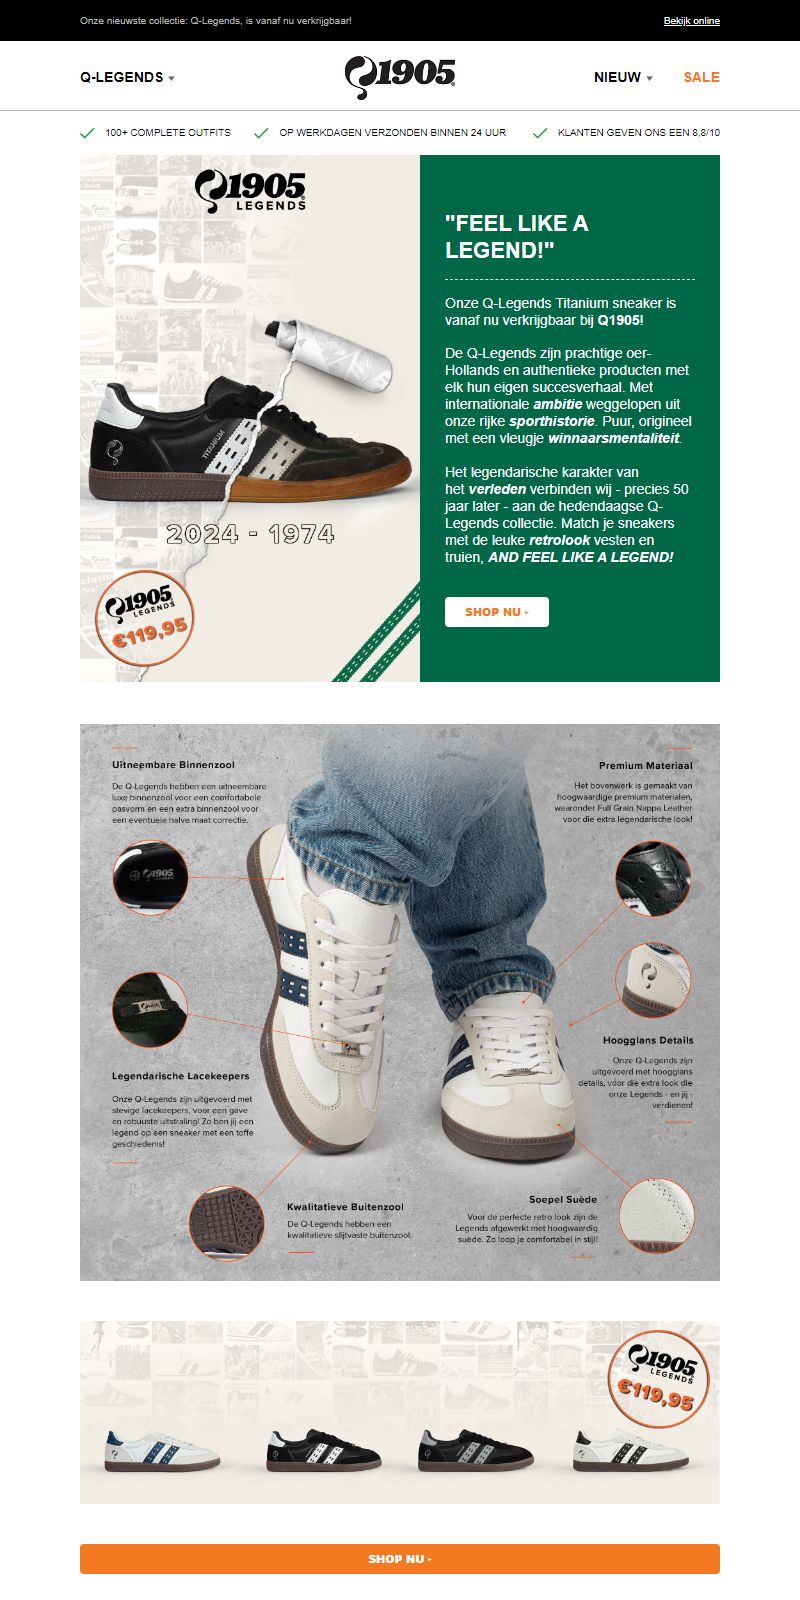 Onze nieuwste collectie: Q-Legends, is vanaf nu verkrijgbaar!
Bekijk online
Q-LEGENDS
1905
NIEUW
SALE
100+ COMPLETE OUTFITS
OP WERKDAGEN VERZONDEN BINNEN 24 UUR
KLANTEN GEVEN ONS EEN 8,8/10
1905
LEGENDS
TITANIUM
2024 - 1974
1905
LEGENDS
€119,95
"FEEL LIKE A
LEGEND!"
Onze Q-Legends Titanium sneaker is
vanaf nu verkrijgbaar bij Q1905!
De Q-Legends zijn prachtige oer-
Hollands en authentieke producten met
elk hun eigen succesverhaal. Met
internationale ambitie weggelopen uit
onze rijke sporthistorie. Puur, origineel
met een vleugje winnaarsmentaliteit.
Het legendarische karakter van
het verleden verbinden wij - precies 50
jaar later - aan de hedendaagse Q-
Legends collectie. Match je sneakers
met de leuke retrolook vesten en
truien, AND FEEL LIKE A LEGEND!
SHOP NU
Uitneembare Binnenzool
De Q-Legends hebben een uitneembare
luxe binnenzool voor een comfortabele
pasvorm en een extra binnenzool voor
een eventuele halve maat correctie.
Premium Materiaal
Het bovenwerk is gemaakt van
hoogwaardige premium materialen,
waaronder Full Grain Nappa Leather
voor die extra legendarische look!
1905
Legendarische Lacekeepers
Onze Q-Legends zijn uitgevoerd met
stevige lacekeepers, voor een gave
en robuuste uitstraling! Zo ben jij een
legend op een sneaker met een toffe
geschiedenis!
Hoogglans Details
Onze Q-Legends zijn
uitgevoerd met hoogglans
details, voor die extra look die
onze Legends - en jij -
verdienen!
Kwalitatieve Buitenzool
De Q-Legends hebben een
kwalitatieve slijtvaste buitenzool.
Soepel Suède
Voor de perfecte retro look zijn de
Legends afgewerkt met hoogwaardig
suède. Zo loop je comfortabel in stijl!
1905
LEGENDS
€119,95
SHOP NU